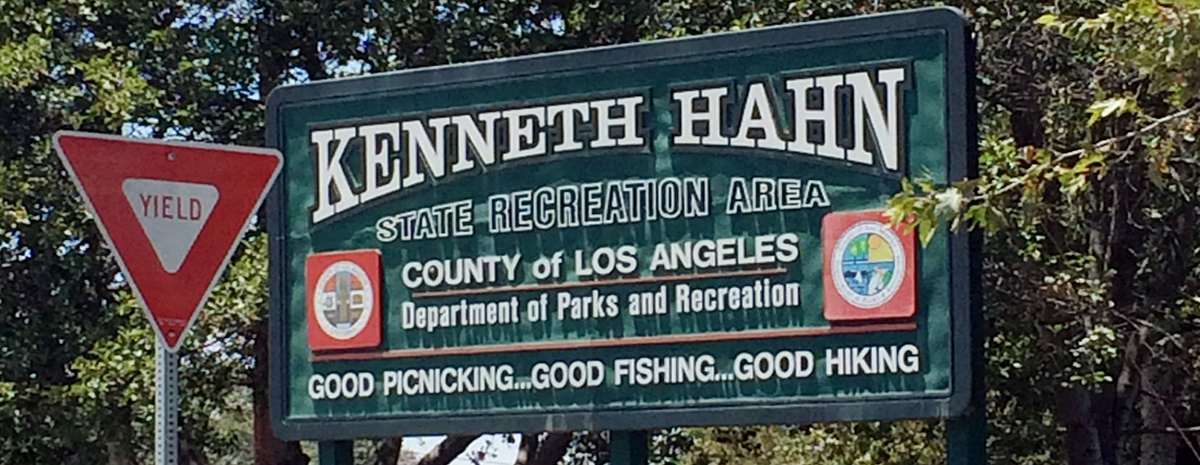 YIELD
KENNETH HAHN
STATE RECREATION AREA
COUNTY of LOS ANGELES
Department of Parks and Recreation
GOOD PICNICKING...GOOD FISHING...GOOD HIKING